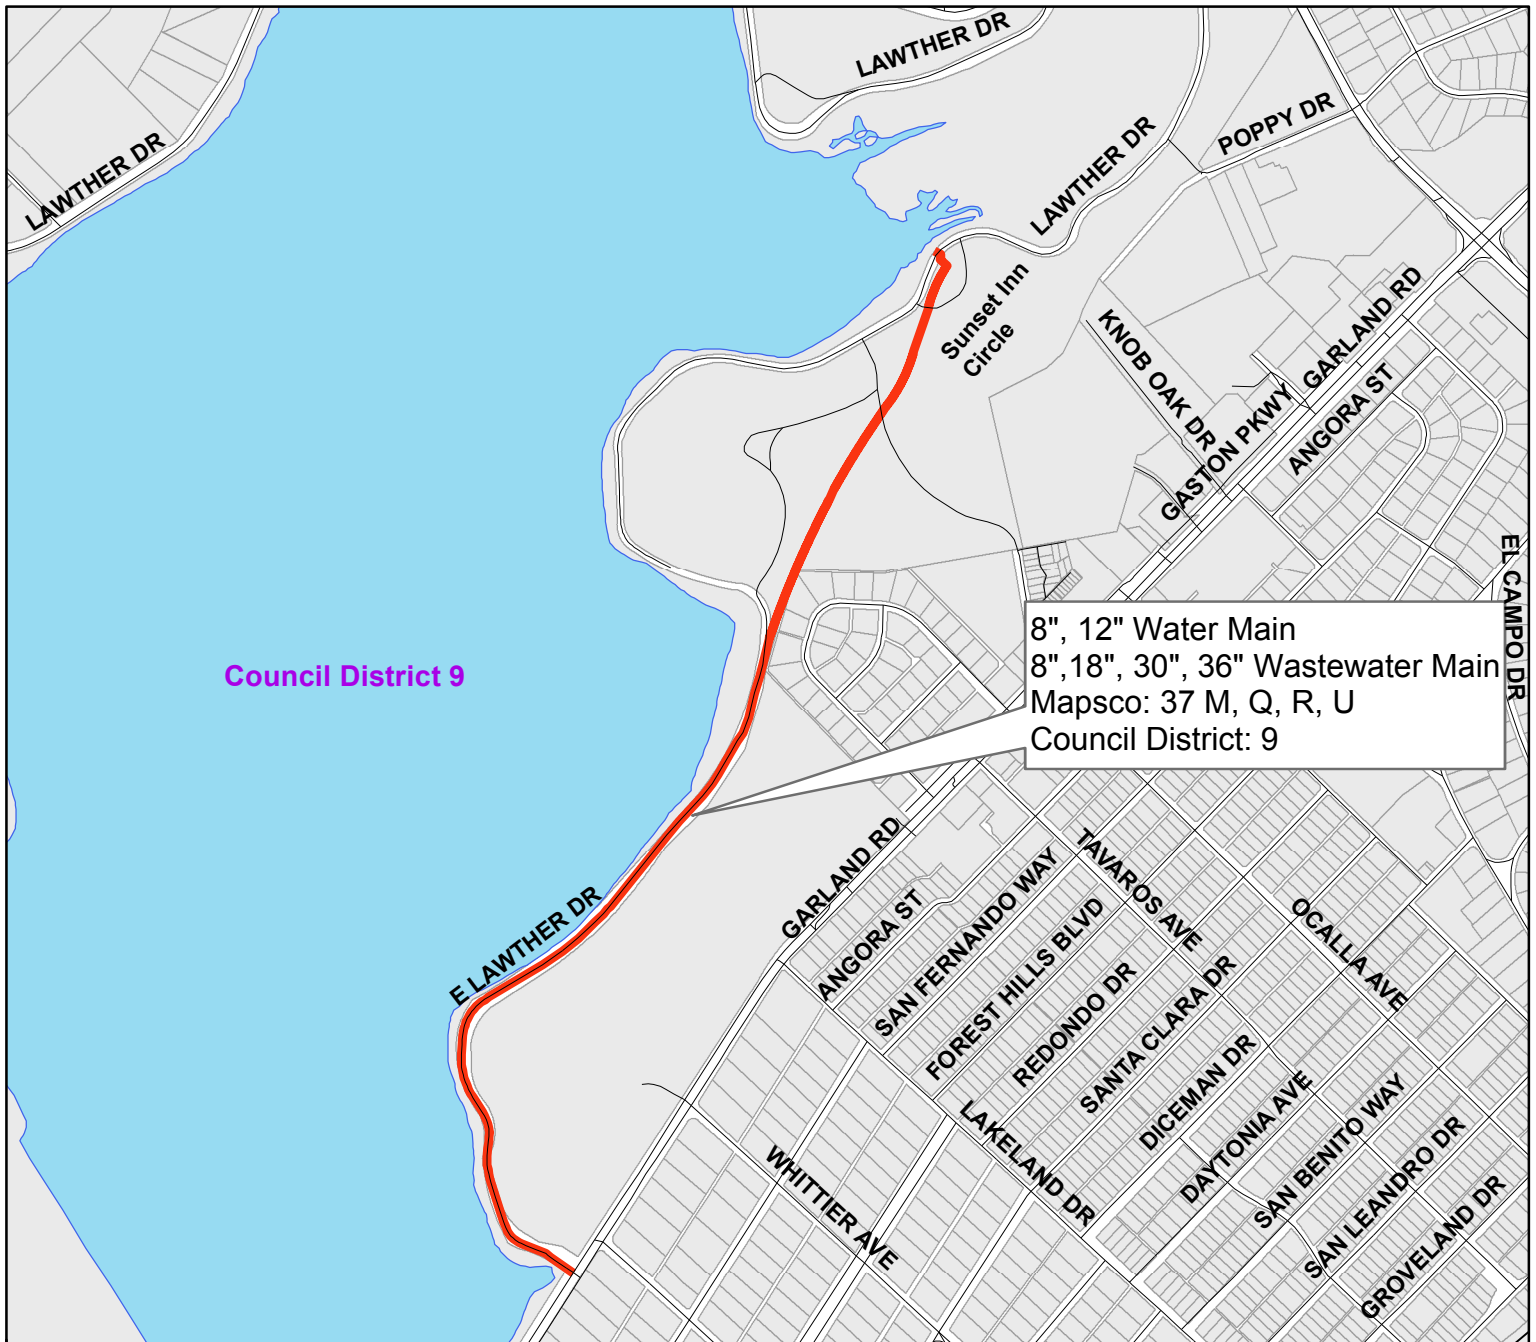 LAWTHER DR
LAWTHER DR
LAWTHER DR
POPPY DR
Sunset Inn
Circle
KNOB OAK DR
GASTON PKWY
GARLAND RD
ANGORA ST
EL CAMPO DR
8", 12" Water Main
8",18", 30", 36" Wastewater Main
Mapsco: 37 M, Q, R, U
Council District: 9
Council District 9
E LAWTHER DR
GARLAND RD
ANGORA ST
SAN FERNANDO WAY
TAVAROS AVE
FOREST HILLS BLVD
OCALLA AVE
REDONDO DR
SANTA CLARA DR
DICEMAN DR
LAKELAND DR
DAYTONIA AVE
SAN BENITO WAY
SAN LEANDRO DR
GROVELAND DR
WHITTIER AVE